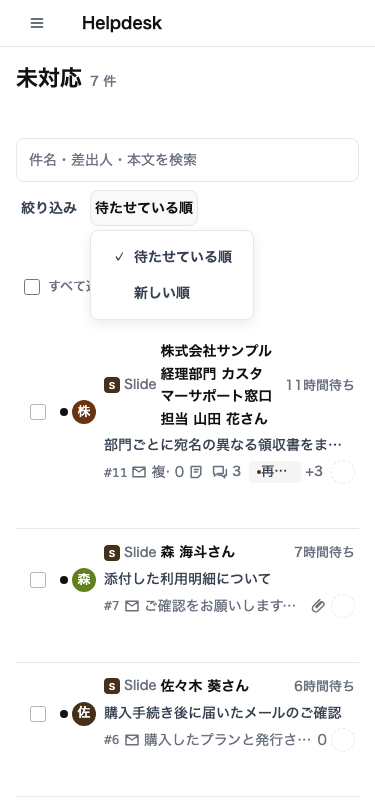 Helpdesk
未対応 7 件
件名・差出人・本文を検索
絞り込み 待たせている順
✓ 待たせている順
新しい順
すべて
株式会社サンプル
経理部門 カスタ
S Slide マーサポート窓口 11時間待ち
担当 山田 花さん
株
部門ごとに宛名の異なる領収書をま…
#11 複· 0 3 •再… +3
S Slide 森 海斗さん 7時間待ち
森 添付した利用明細について
#7 ご確認をお願いします…
S Slide 佐々木 葵さん 6時間待ち
佐 購入手続き後に届いたメールのご確認
#6 購入したプランと発行さ… 0